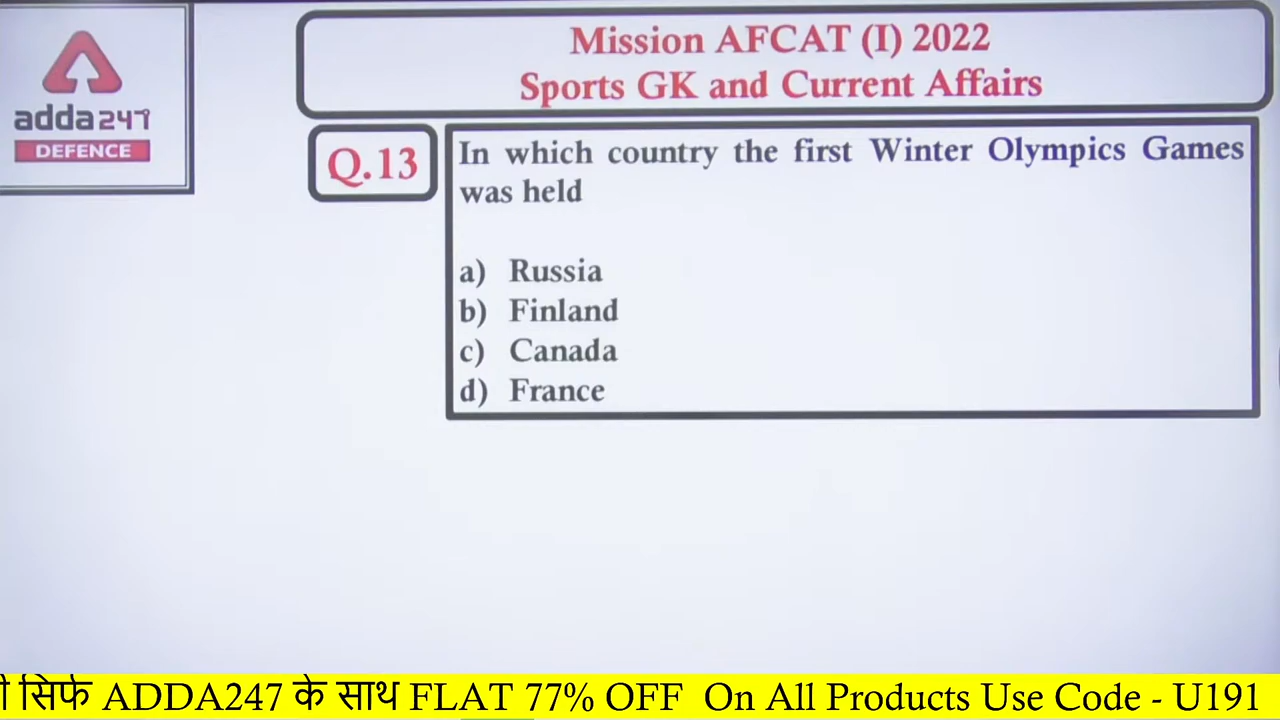 adda247
DEFENCE
Mission AFCAT (I) 2022
Sports GK and Current Affairs
Q.13
In which country the first Winter Olympics Games
was held
a) Russia
b) Finland
c) Canada
d) France
सिर्फ ADDA247 के साथ FLAT 77% OFF On All Products Use Code - U191